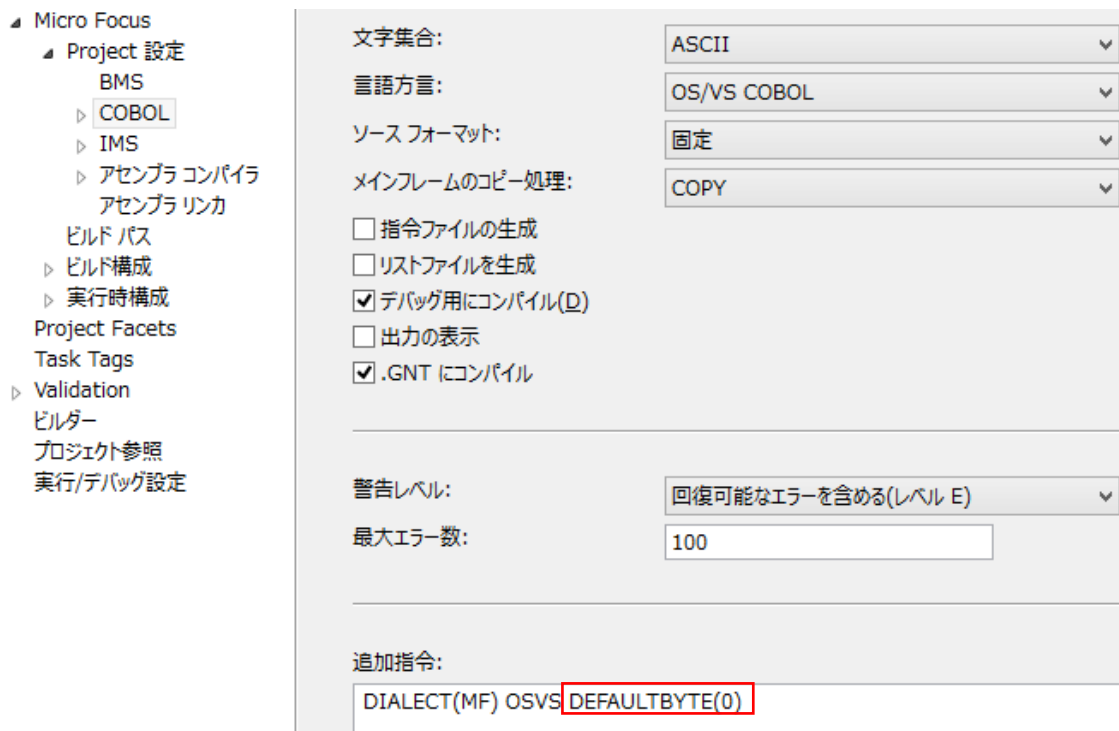 Micro Focus
Project 設定
BMS
COBOL
IMS
アセンブラ コンパイラ
アセンブラ リンカ
ビルド パス
ビルド構成
実行時構成
Project Facets
Task Tags
Validation
ビルダー
プロジェクト参照
実行/デバッグ設定
文字集合: ASCII
言語方言: OS/VS COBOL
ソース フォーマット: 固定
メインフレームのコピー処理: COPY
指令ファイルの生成
リストファイルを生成
デバッグ用にコンパイル(D)
出力の表示
.GNT にコンパイル
警告レベル: 回復可能なエラーを含める(レベル E)
最大エラー数: 100
追加指令:
DIALECT(MF) OSVS DEFAULTBYTE(0)